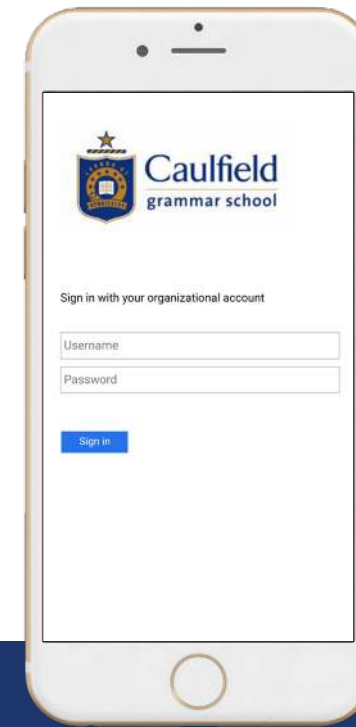 Caulfield
grammar school
Sign in with your organizational account
Username
Password
Sign in